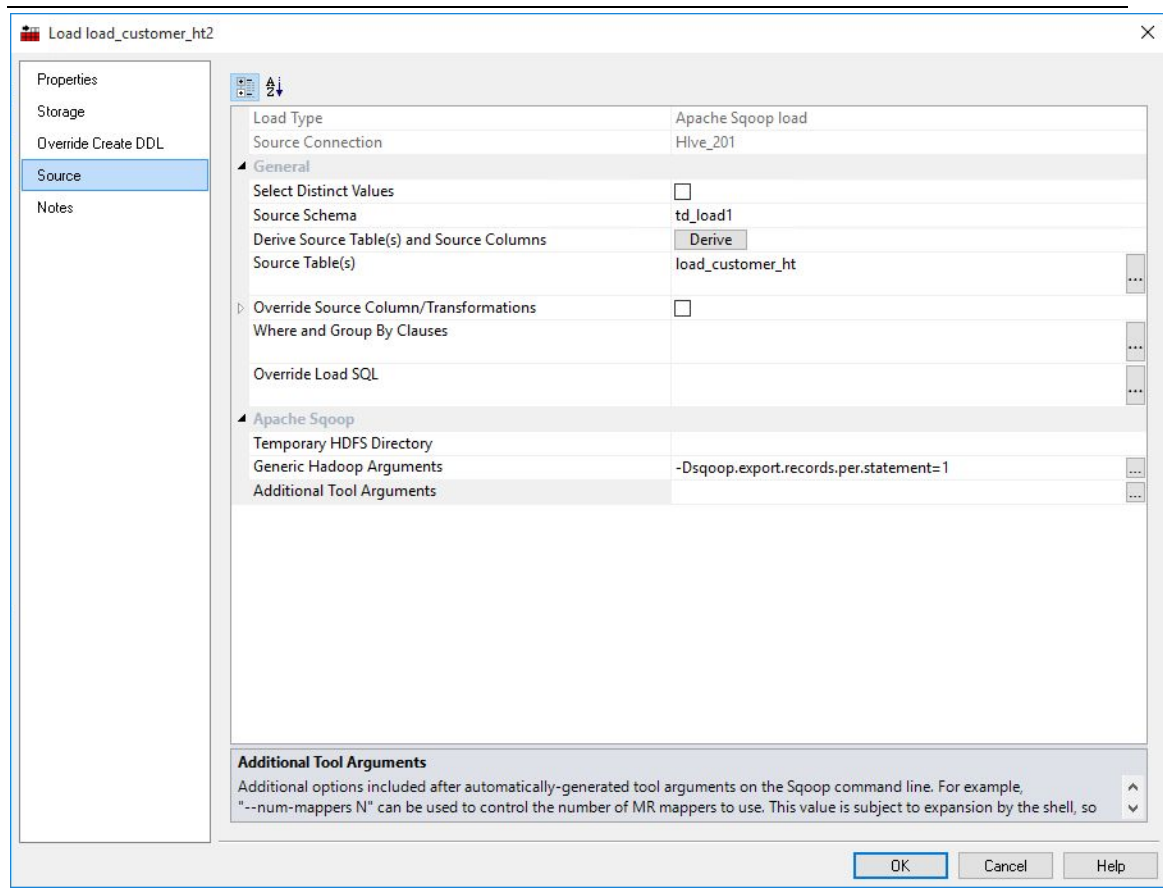 Load load_customer_ht2
Properties
Storage
Override Create DDL
Source
Notes
Load Type Apache Sqoop load
Source Connection HIve_201
General
Select Distinct Values
Source Schema td_load1
Derive Source Table(s) and Source Columns Derive
Source Table(s) load_customer_ht ...
Override Source Column/Transformations
Where and Group By Clauses ...
Override Load SQL ...
Apache Sqoop
Temporary HDFS Directory
Generic Hadoop Arguments -Dsqoop.export.records.per.statement=1 ...
Additional Tool Arguments ...
Additional Tool Arguments
Additional options included after automatically-generated tool arguments on the Sqoop command line. For example,
"--num-mappers N" can be used to control the number of MR mappers to use. This value is subject to expansion by the shell, so
OK Cancel Help